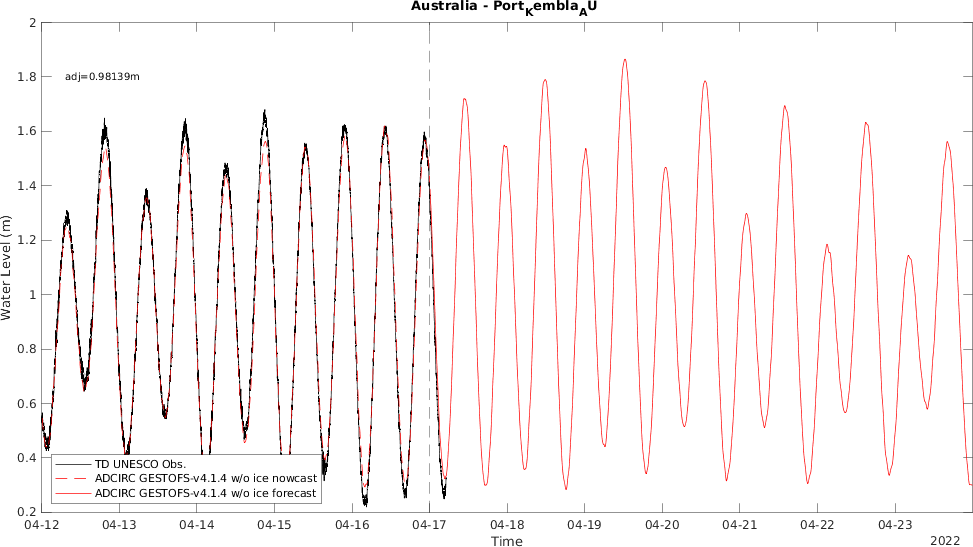 Australia - PortKemblaAU
2
1.8
adj=0.98139m
1.6
1.4
1.2
Water Level (m)
1
0.8
0.6
0.4
TD UNESCO Obs.
ADCIRC GESTOFS-v4.1.4 w/o ice nowcast
ADCIRC GESTOFS-v4.1.4 w/o ice forecast
0.2
04-12 04-13 04-14 04-15 04-16 04-17 04-18 04-19 04-20 04-21 04-22 04-23
Time
2022